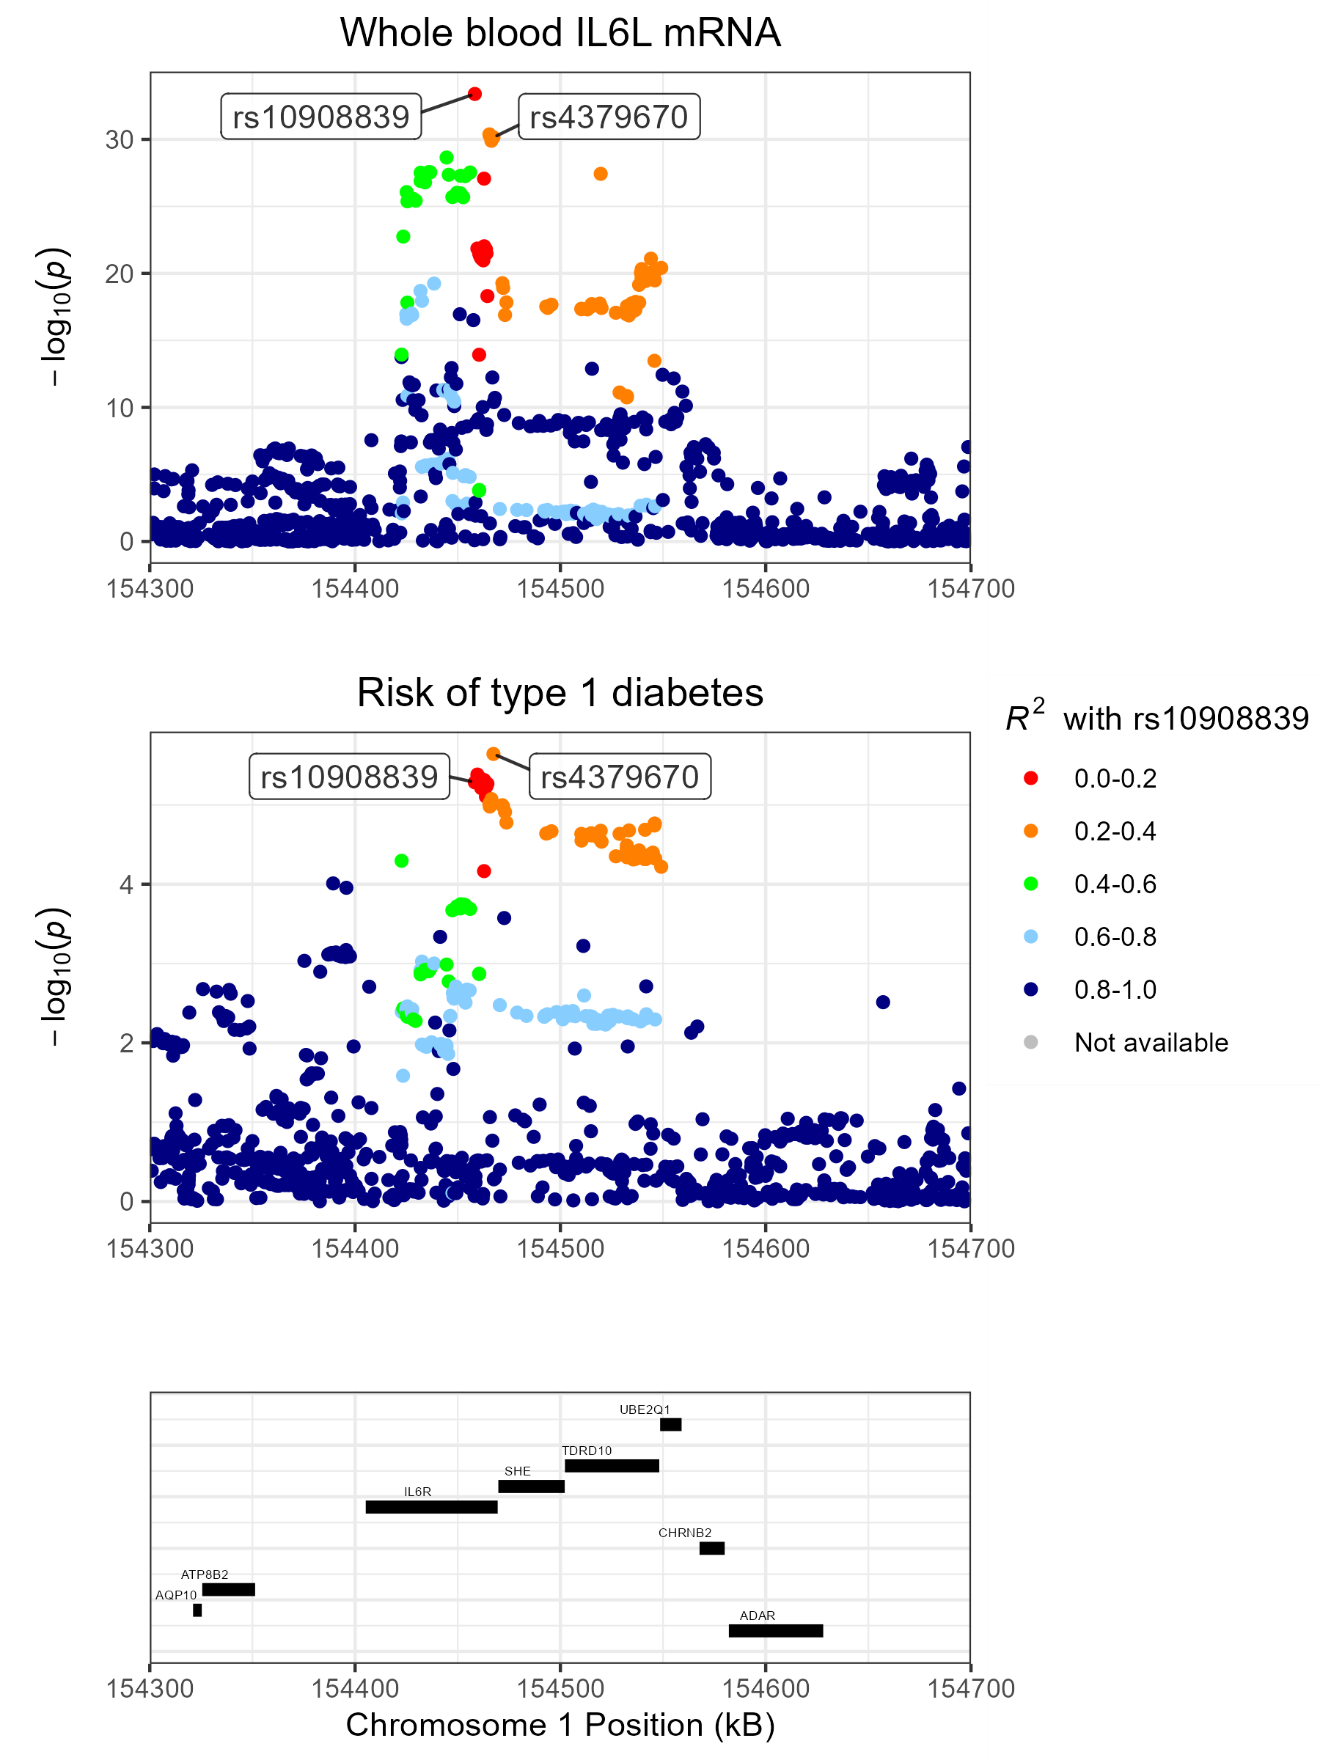 Whole blood IL6L mRNA
rs10908839
rs4379670
30
20
10
0
− log10(p)
154300 154400 154500 154600 154700
Risk of type 1 diabetes
rs10908839
rs4379670
4
2
0
− log10(p)
154300 154400 154500 154600 154700
R2 with rs10908839
0.0-0.2
0.2-0.4
0.4-0.6
0.6-0.8
0.8-1.0
Not available
UBE2Q1
TDRD10
SHE
IL6R
CHRNB2
ATP8B2
AQP10
ADAR
154300 154400 154500 154600 154700
Chromosome 1 Position (kB)